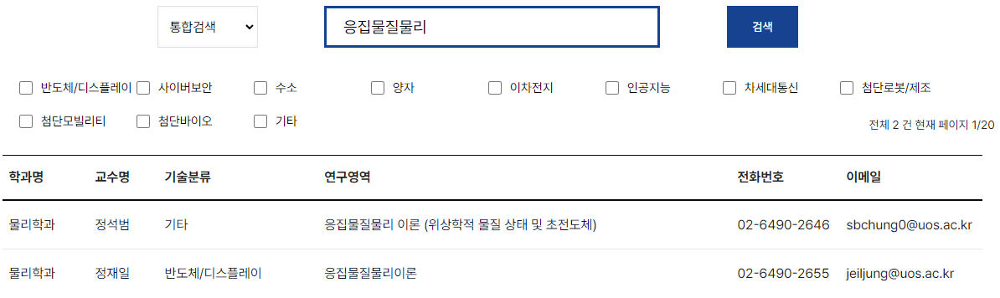 통합검색 응집물질물리 검색
반도체/디스플레이 사이버보안 수소 양자 이차전지 인공지능 차세대통신 첨단로봇/제조
첨단모빌리티 첨단바이오 기타
전체 2 건 현재 페이지 1/20
학과명 교수명 기술분류 연구영역 전화번호 이메일
물리학과 정석범 기타 응집물질물리 이론 (위상학적 물질 상태 및 초전도체) 02-6490-2646 sbchung0@uos.ac.kr
물리학과 정재일 반도체/디스플레이 응집물질물리이론 02-6490-2655 jeiljung@uos.ac.kr